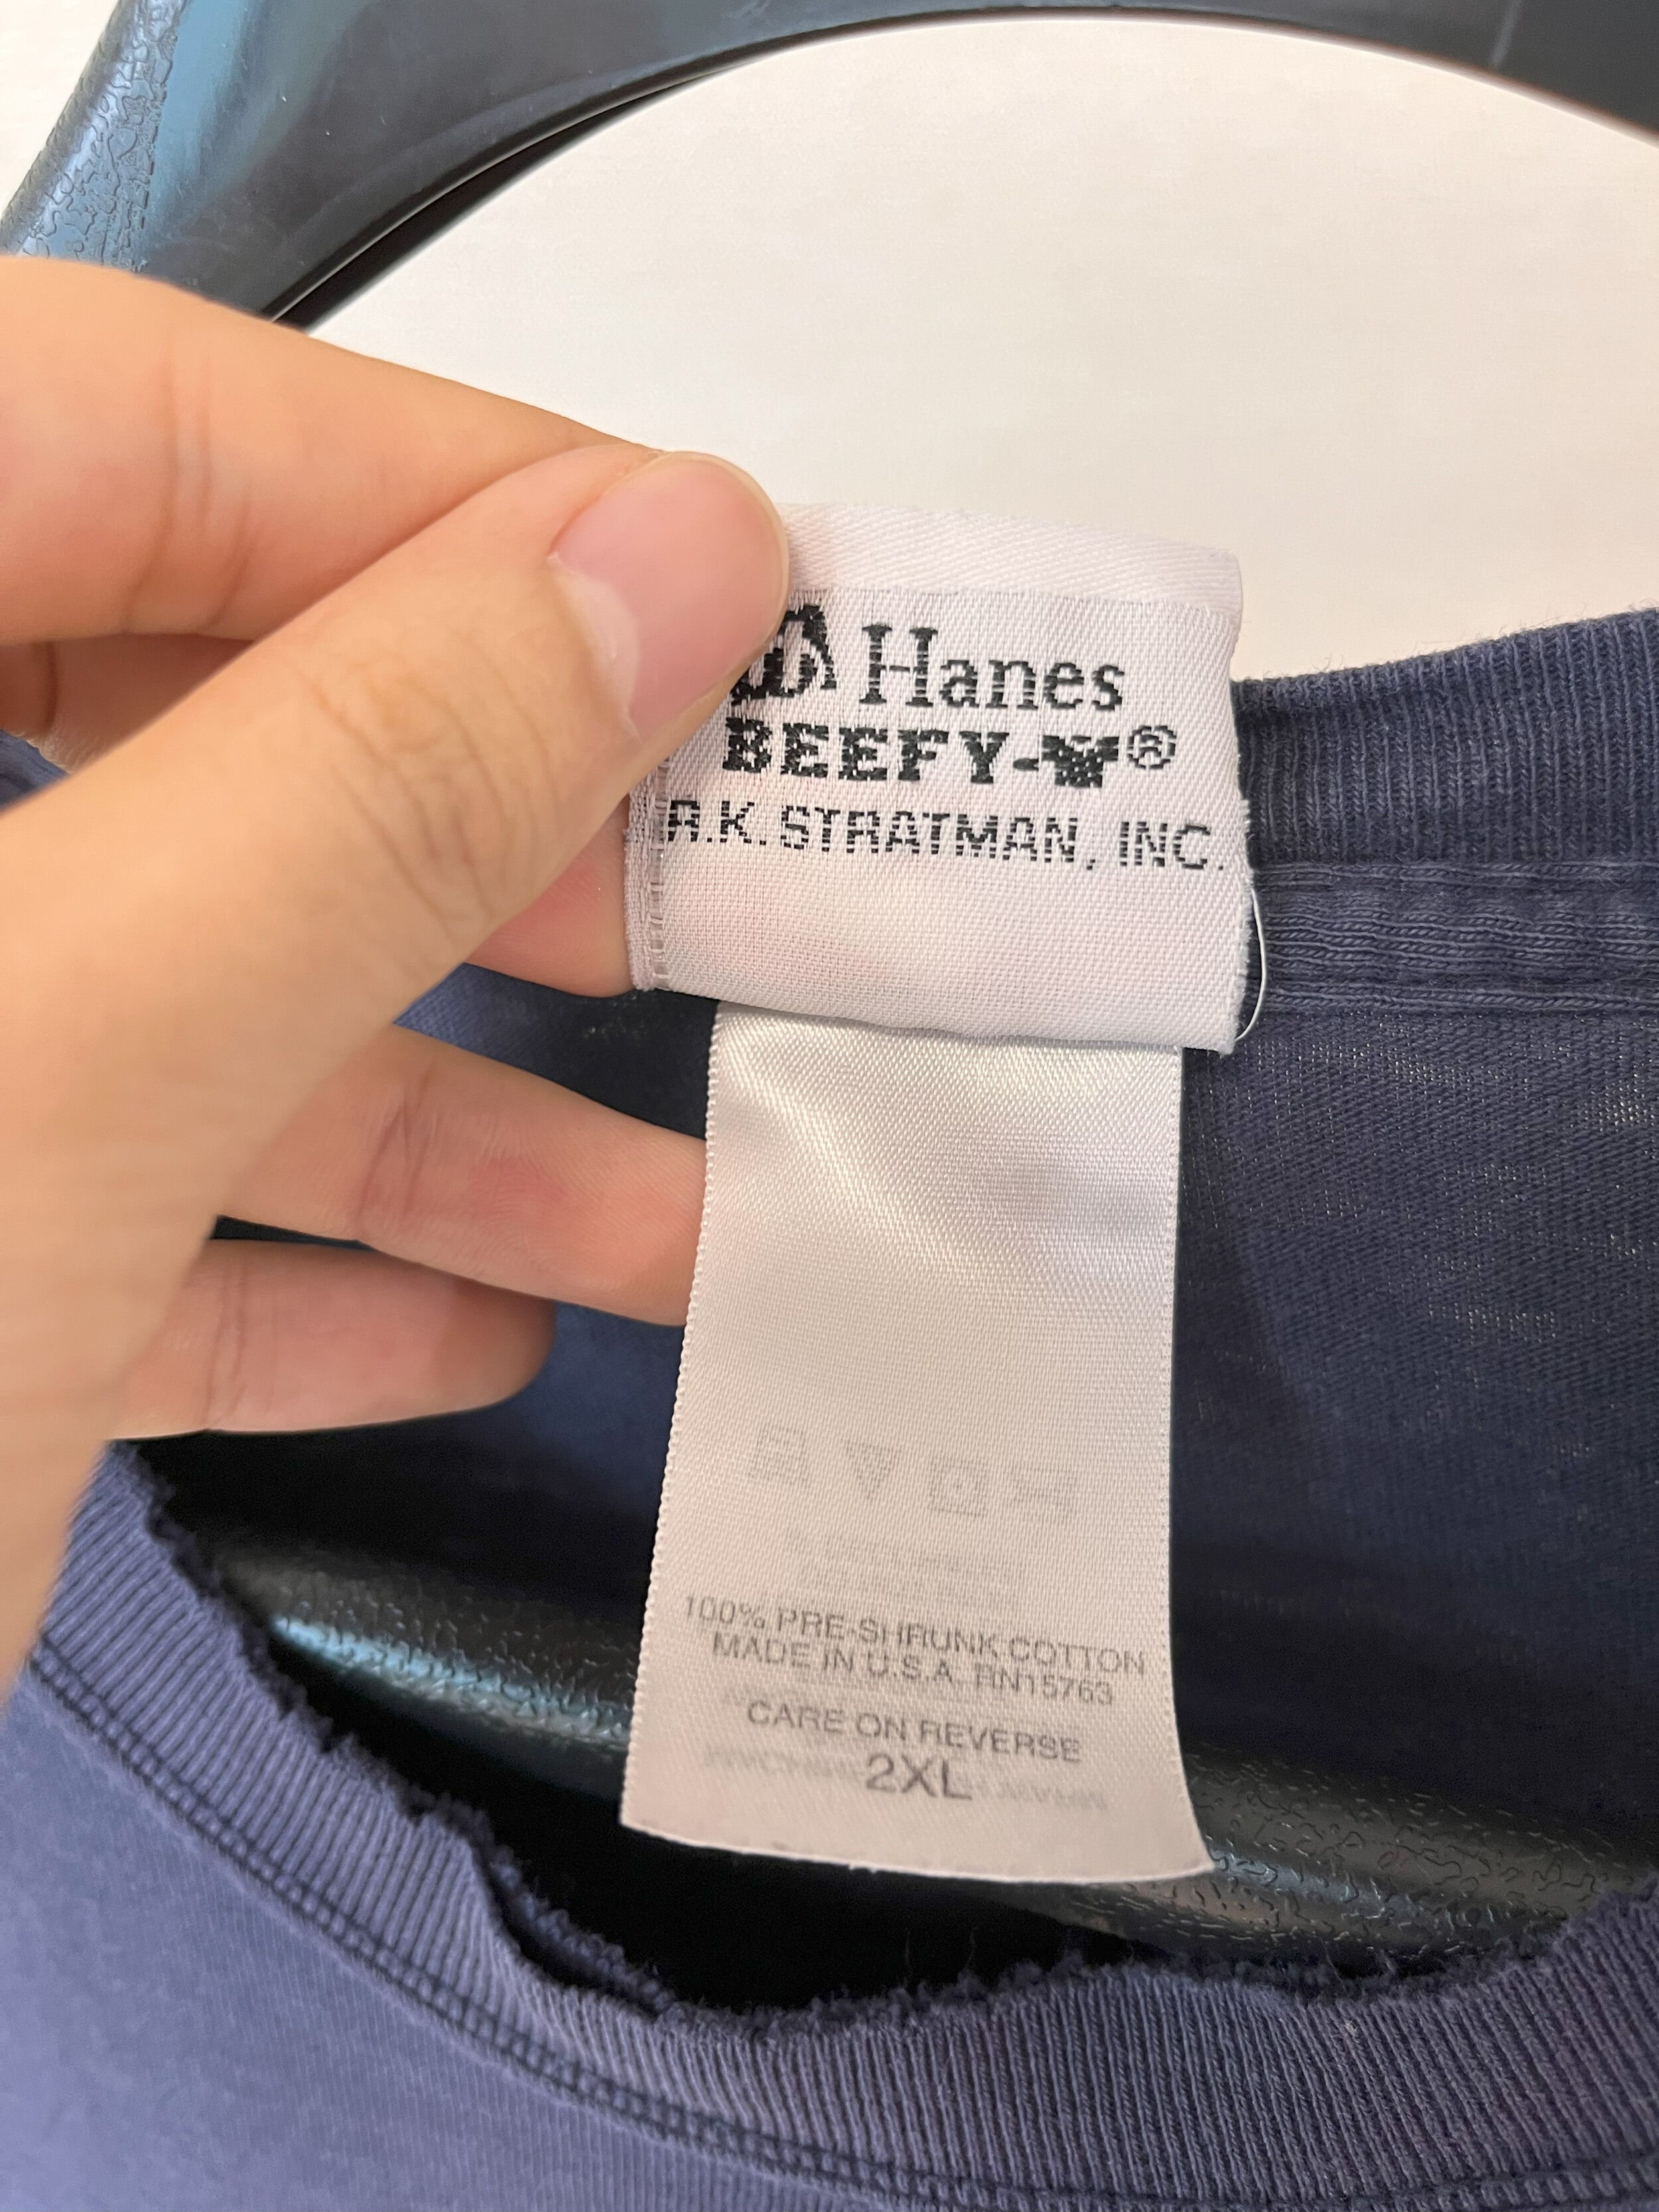 Hanes
BEEFY-T®
R.K. STRATMAN, INC.
100% PRE-SHRUNK COTTON
MADE IN U.S.A. RN15763
CARE ON REVERSE
2XL